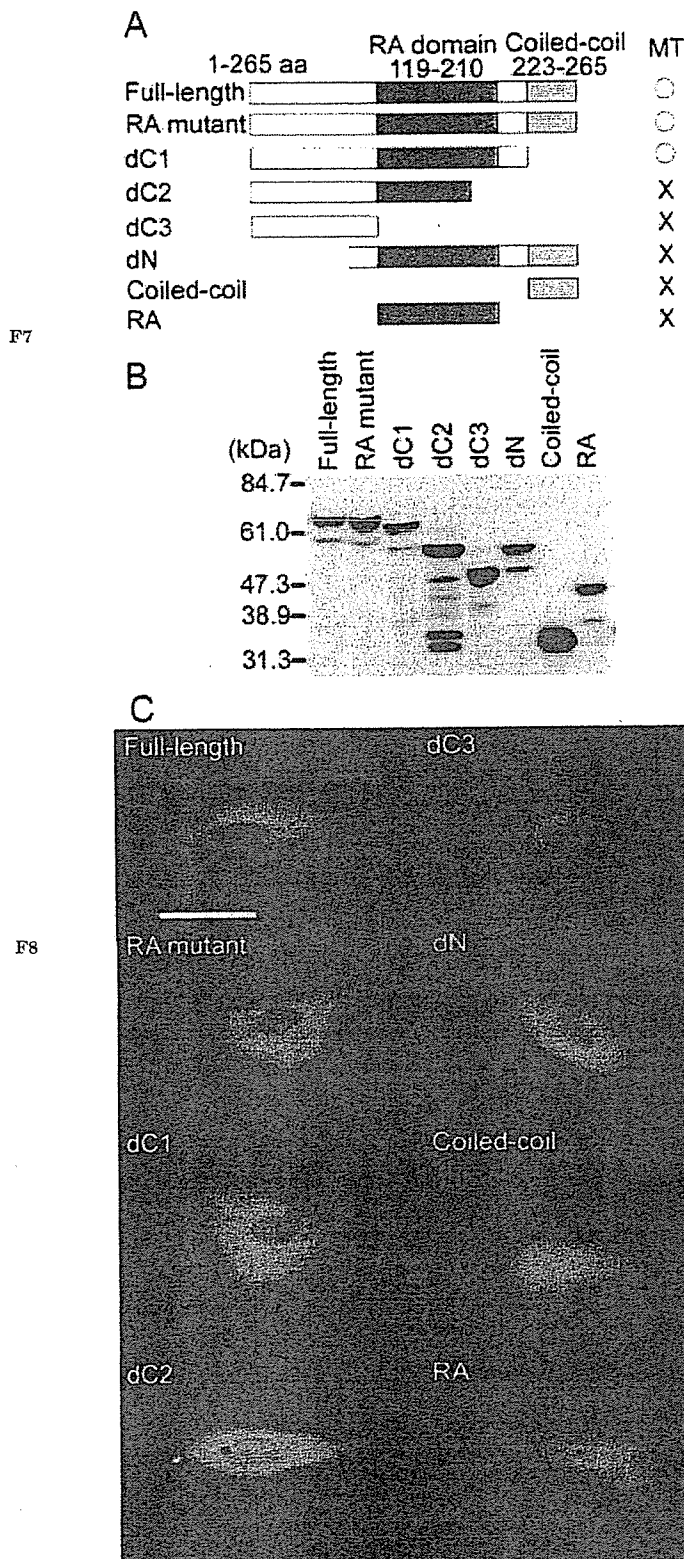 A
RA domain Coiled-coil MT
1-265 aa 119-210 223-265
Full-length ○
RA mutant ○
dC1 ○
dC2 X
dC3 X
dN X
Coiled-coil X
RA X
F7
B
Full-length RA mutant dC1 dC2 dC3 dN Coiled-coil RA
(kDa)
84.7
61.0
47.3
38.9
31.3
C
Full-length dC3
F8
RA mutant dN
dC1 Coiled-coil
dC2 RA